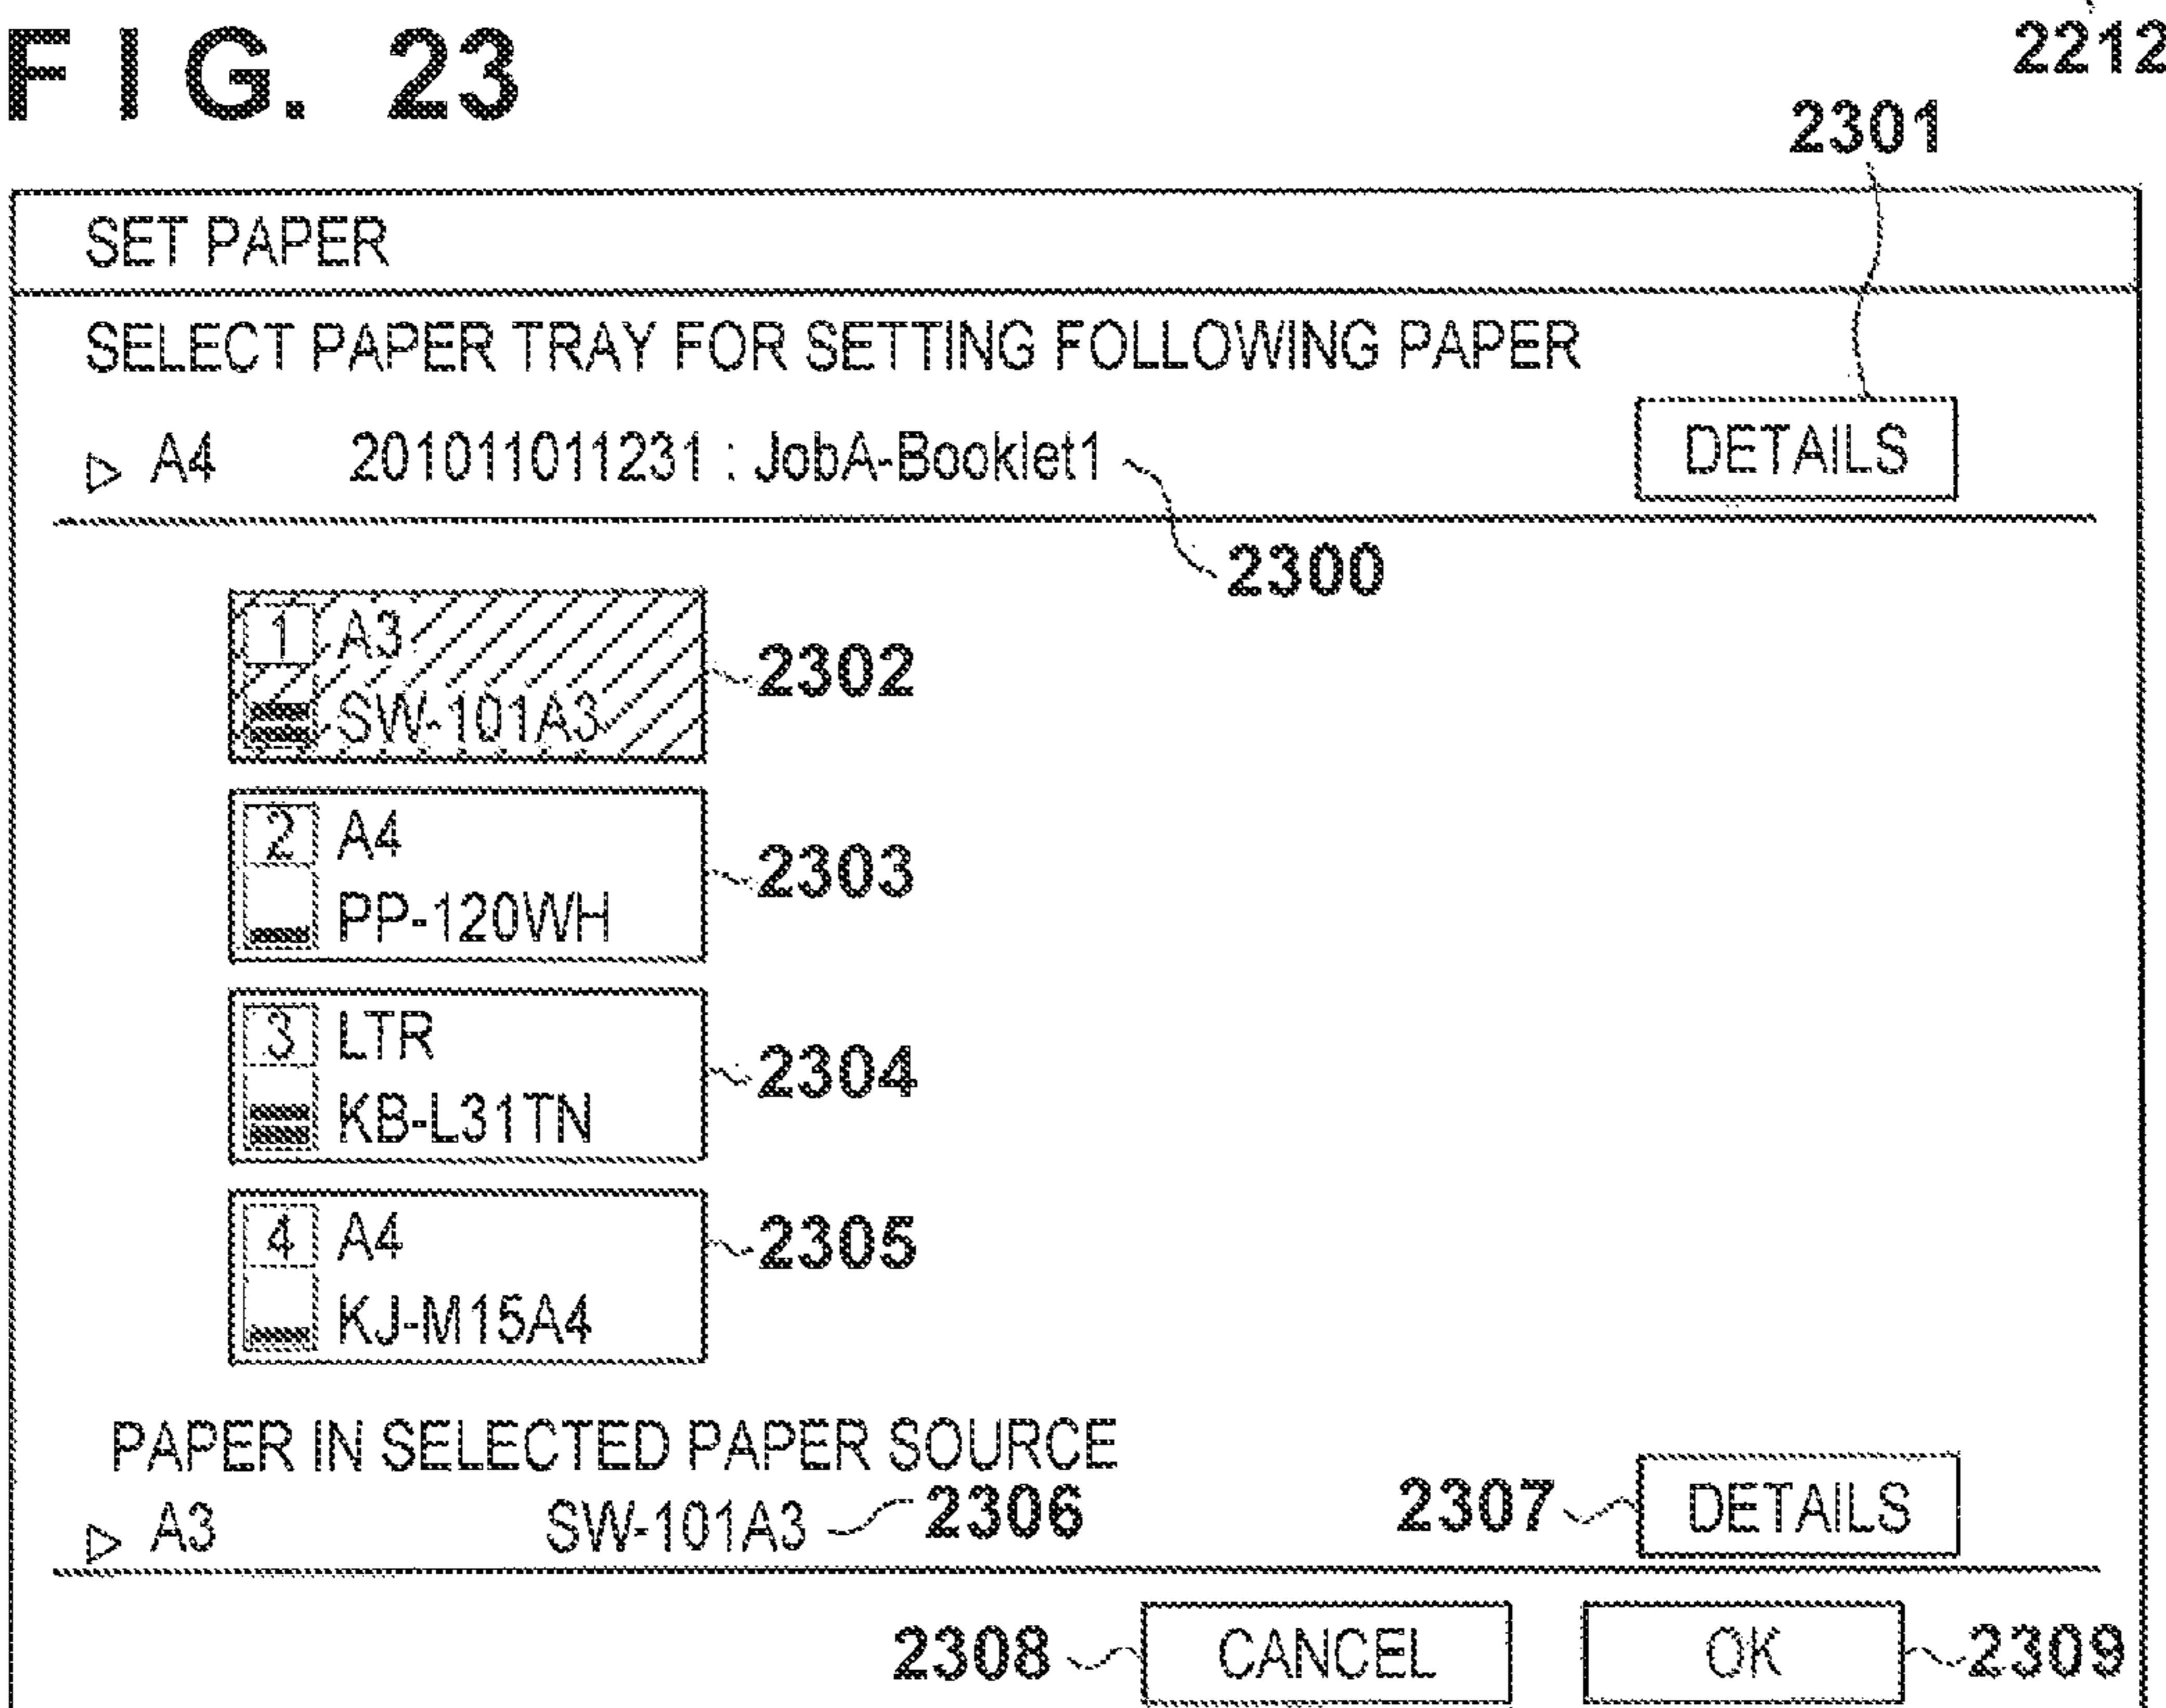 FIG. 23
2212
2301
SET PAPER
SELECT PAPER TRAY FOR SETTING FOLLOWING PAPER
▷ A4 201011011231 : JobA-Booklet1 DETAILS
2300
1 A3
SW-101A3
2302
2 A4
PP-120WH
2303
3 LTR
KB-L31TN
2304
4 A4
KJ-M15A4
2305
PAPER IN SELECTED PAPER SOURCE
▷ A3 SW-101A3 2306 2307 DETAILS
2308 CANCEL OK 2309